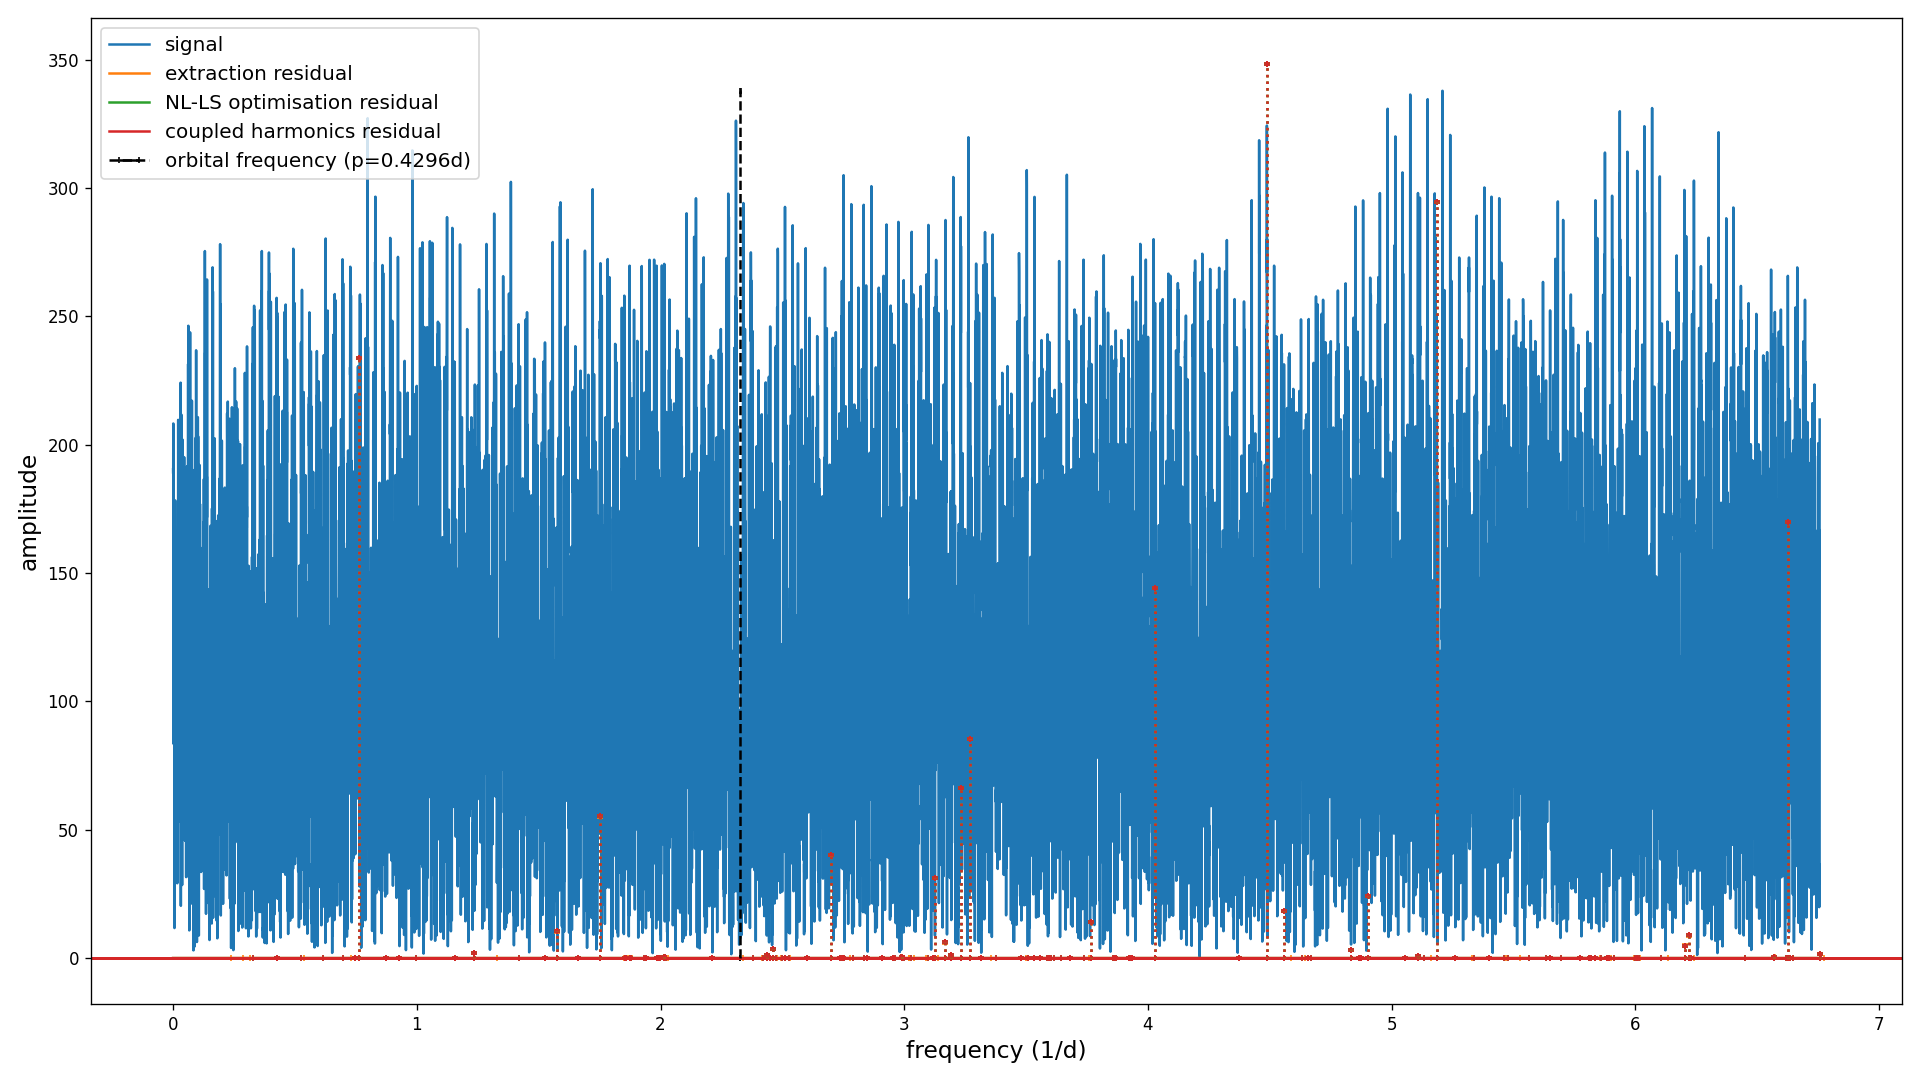 signal
extraction residual
NL-LS optimisation residual
coupled harmonics residual
orbital frequency (p=0.4296d)
350
300
250
200
150
100
50
0
amplitude
0 1 2 3 4 5 6 7
frequency (1/d)